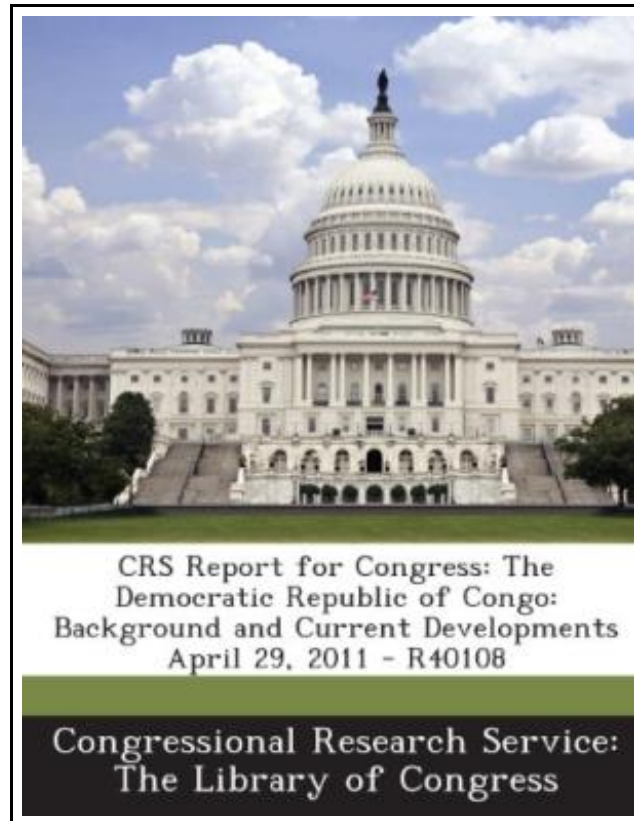 CRS Report for Congress: The
Democratic Republic of Congo:
Background and Current Developments
April 29, 2011 - R40108
Congressional Research Service:
The Library of Congress